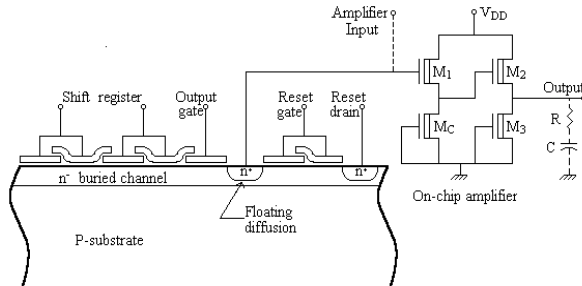 Amplifier
Input
V_DD
M_1
M_2
Output
Shift register
Output
gate
Reset
gate
Reset
drain
M_C
M_3
R
C
n⁺
n⁺
n⁻ buried channel
On-chip amplifier
Floating
diffusion
P-substrate